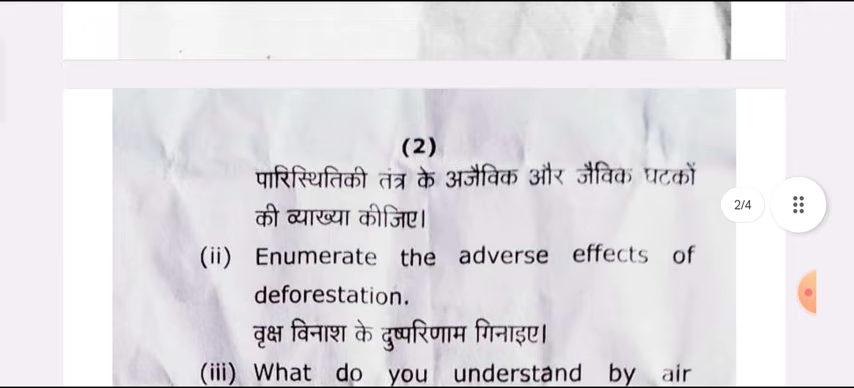 (2)
पारिस्थितिकी तंत्र के अजैविक और जैविक घटकों
की व्याख्या कीजिए।
2/4
(ii) Enumerate the adverse effects of
deforestation.
वृक्ष विनाश के दुष्परिणाम गिनाइए।
(iii) What do you understand by air